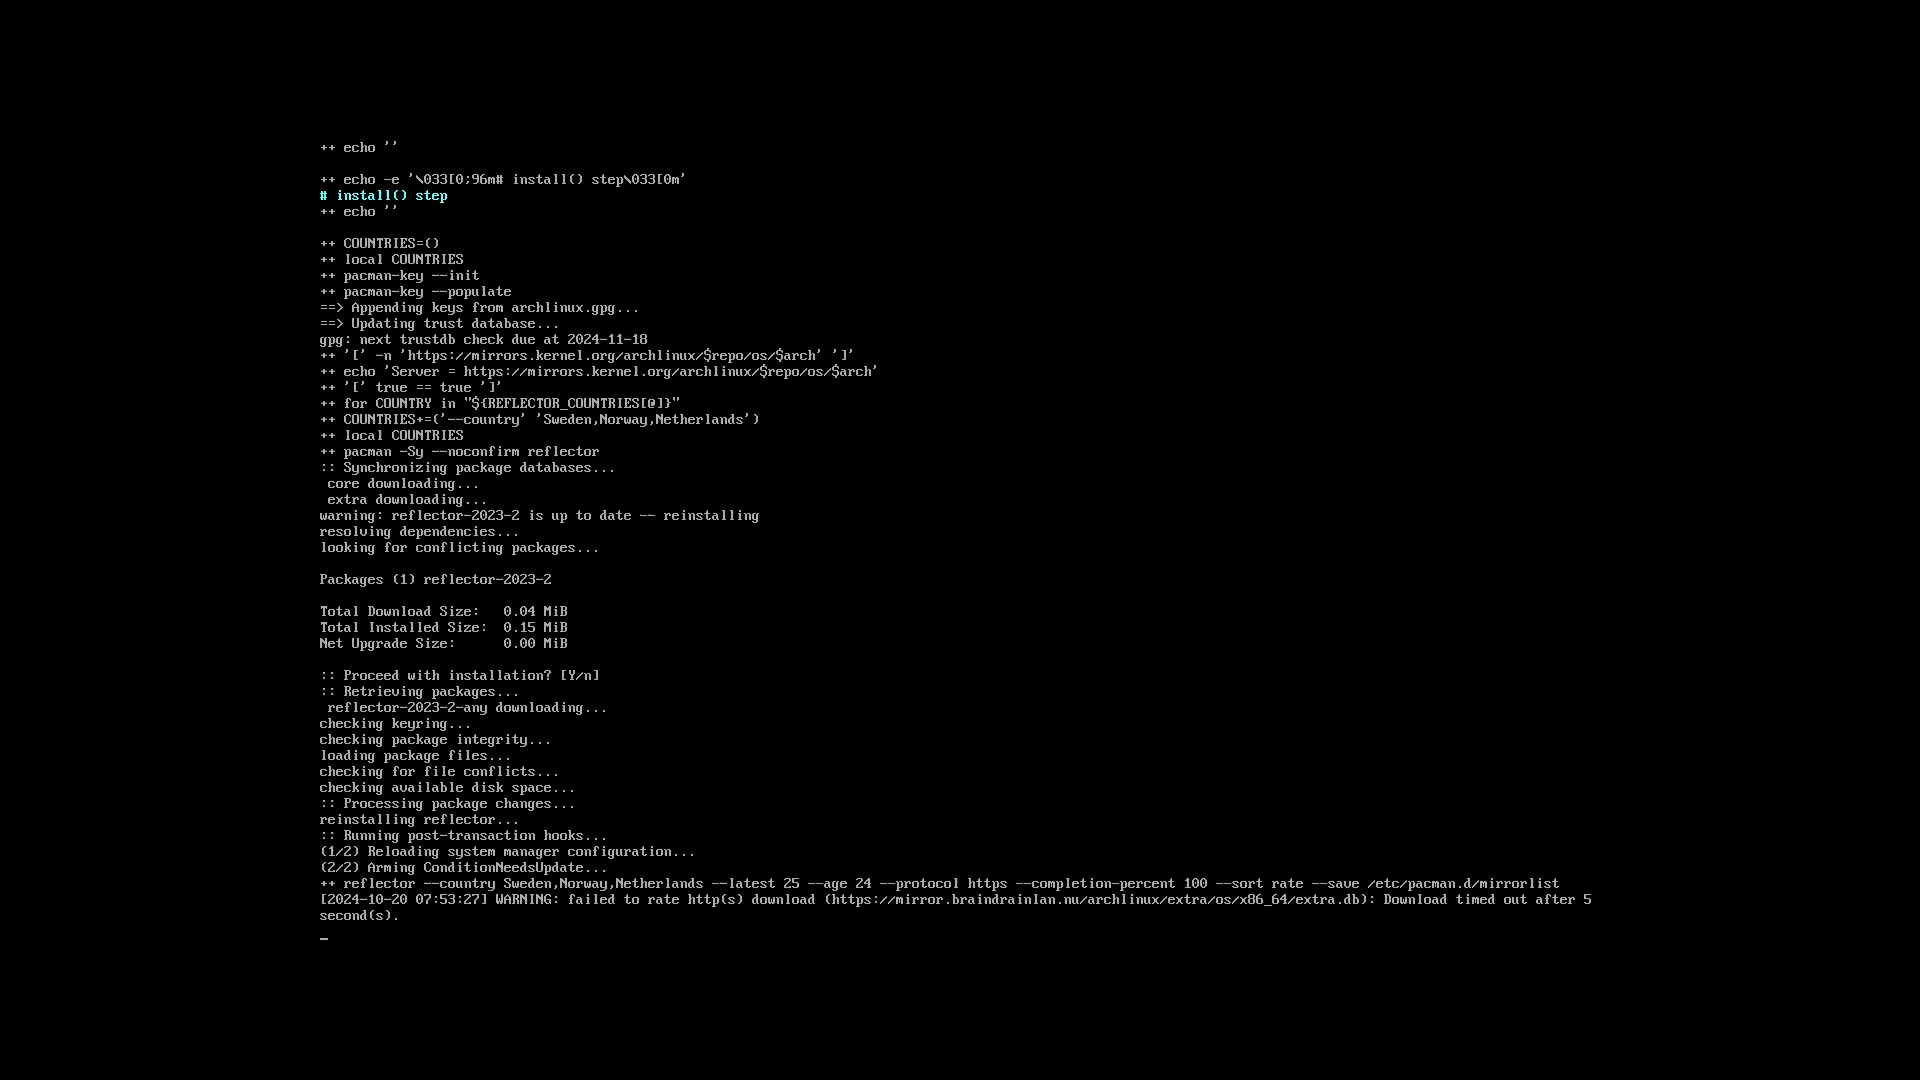 ++ echo ''
++ echo -e '\033[0;96m# install() step\033[0m'
# install() step
++ echo ''
++ COUNTRIES=()
++ local COUNTRIES
++ pacman-key --init
++ pacman-key --populate
==> Appending keys from archlinux.gpg...
==> Updating trust database...
gpg: next trustdb check due at 2024-11-18
++ '[' -n 'https://mirrors.kernel.org/archlinux/$repo/os/$arch' ']'
++ echo 'Server = https://mirrors.kernel.org/archlinux/$repo/os/$arch'
++ '[' true == true ']'
++ for COUNTRY in "${REFLECTOR_COUNTRIES[@]}"
++ COUNTRIES+=('--country' 'Sweden,Norway,Netherlands')
++ local COUNTRIES
++ pacman -Sy --noconfirm reflector
:: Synchronizing package databases...
 core downloading...
 extra downloading...
warning: reflector-2023-2 is up to date -- reinstalling
resolving dependencies...
looking for conflicting packages...
Packages (1) reflector-2023-2
Total Download Size:   0.04 MiB
Total Installed Size:  0.15 MiB
Net Upgrade Size:      0.00 MiB
:: Proceed with installation? [Y/n]
:: Retrieving packages...
 reflector-2023-2-any downloading...
checking keyring...
checking package integrity...
loading package files...
checking for file conflicts...
checking available disk space...
:: Processing package changes...
reinstalling reflector...
:: Running post-transaction hooks...
(1/2) Reloading system manager configuration...
(2/2) Arming ConditionNeedsUpdate...
++ reflector --country Sweden,Norway,Netherlands --latest 25 --age 24 --protocol https --completion-percent 100 --sort rate --save /etc/pacman.d/mirrorlist
[2024-10-20 07:53:27] WARNING: failed to rate http(s) download (https://mirror.braindrainlan.nu/archlinux/extra/os/x86_64/extra.db): Download timed out after 5
second(s).